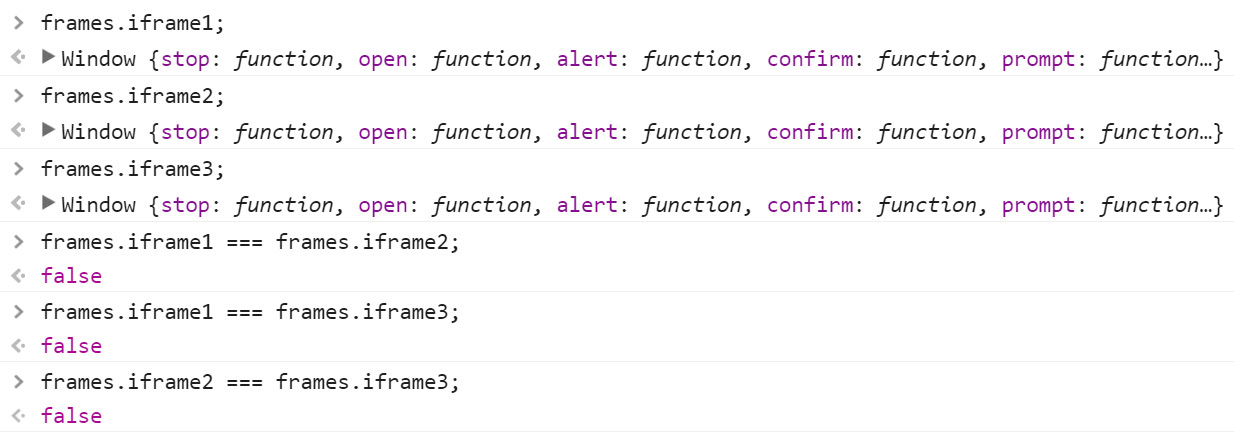 frames.iframe1;
Window {stop: function, open: function, alert: function, confirm: function, prompt: function…}
frames.iframe2;
Window {stop: function, open: function, alert: function, confirm: function, prompt: function…}
frames.iframe3;
Window {stop: function, open: function, alert: function, confirm: function, prompt: function…}
frames.iframe1 === frames.iframe2;
false
frames.iframe1 === frames.iframe3;
false
frames.iframe2 === frames.iframe3;
false